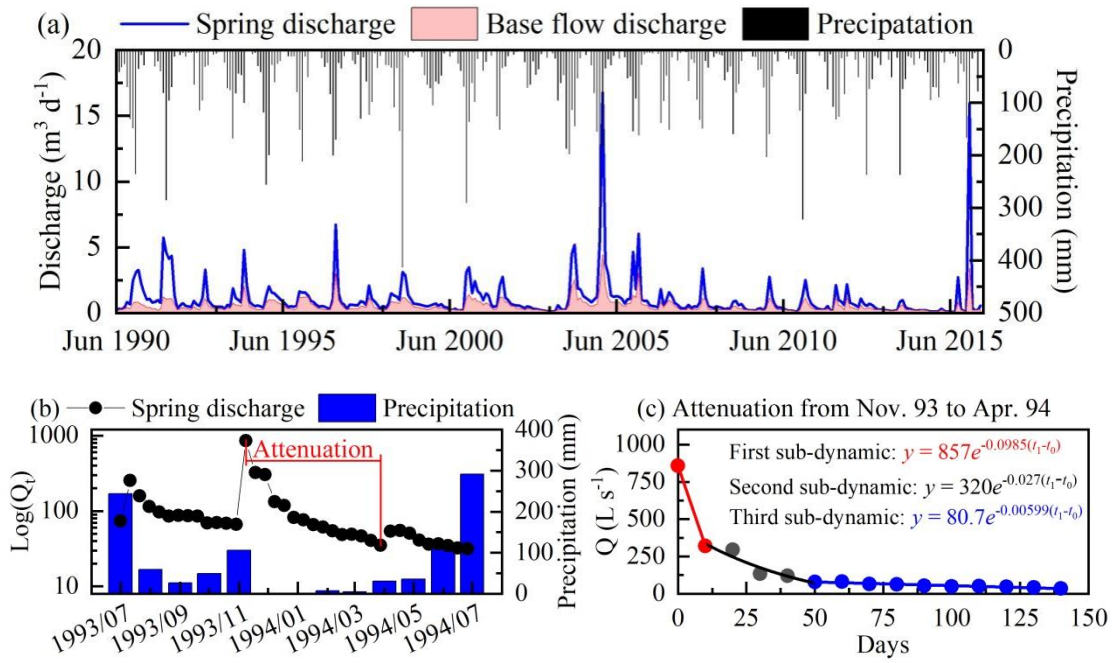 (a) Spring discharge Base flow discharge Precipatation
20
15
10
5
0
Discharge (m³ d⁻¹)
0
100
200
300
400
500
Precipitation (mm)
Jun 1990 Jun 1995 Jun 2000 Jun 2005 Jun 2010 Jun 2015
(b) Spring discharge Precipitation
1000
100
10
Log(Qₜ)
Attenuation
400
300
200
100
0
Precipitation (mm)
1993/07 1993/09 1993/11 1994/01 1994/03 1994/05 1994/07
(c) Attenuation from Nov. 93 to Apr. 94
1000
750
500
250
0
Q (L s⁻¹)
First sub-dynamic: y = 857e^-0.0985(t₁-t₀)
Second sub-dynamic: y = 320e^-0.027(t₁-t₀)
Third sub-dynamic: y = 80.7e^-0.00599(t₁-t₀)
0 25 50 75 100 125 150
Days